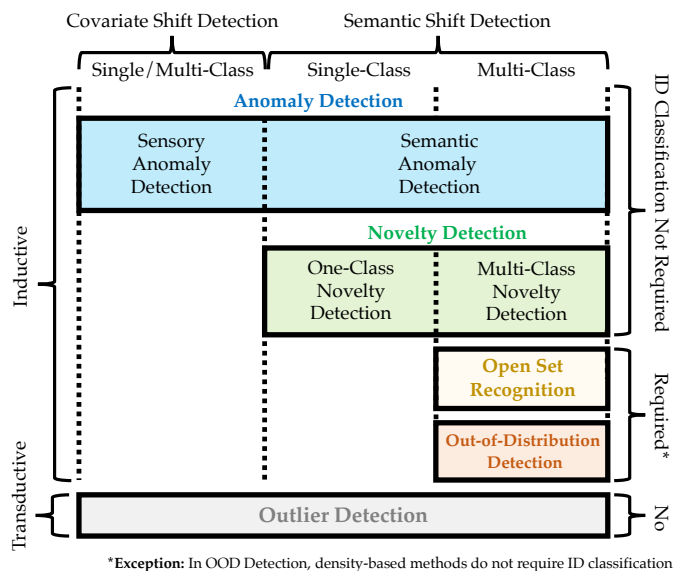 Covariate Shift Detection
Semantic Shift Detection
Single/Multi-Class
Single-Class
Multi-Class
Anomaly Detection
Sensory
Anomaly
Detection
Semantic
Anomaly
Detection
Novelty Detection
One-Class
Novelty
Detection
Multi-Class
Novelty
Detection
Open Set
Recognition
Out-of-Distribution
Detection
Outlier Detection
Inductive
Transductive
ID Classification Not Required
Required*
No
*Exception: In OOD Detection, density-based methods do not require ID classification